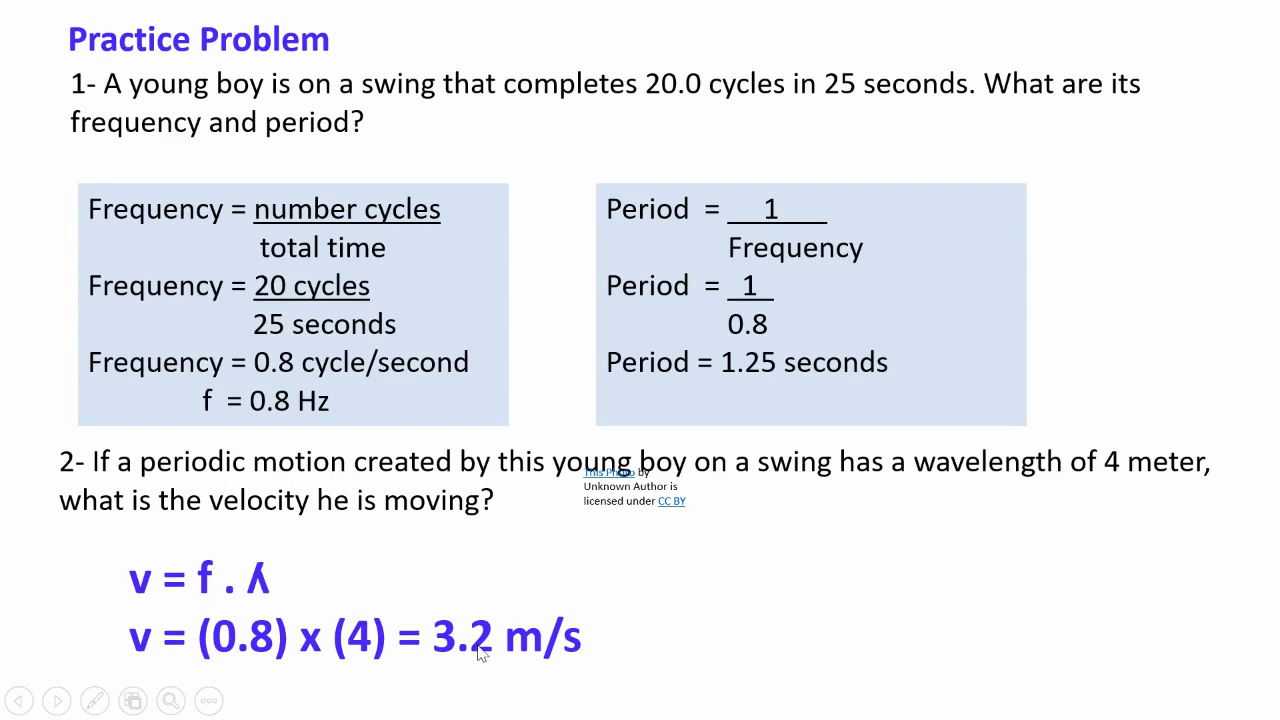 Practice Problem
1- A young boy is on a swing that completes 20.0 cycles in 25 seconds. What are its
frequency and period?
Frequency = number cycles
total time
Frequency = 20 cycles
25 seconds
Frequency = 0.8 cycle/second
f = 0.8 Hz
Period = 1
Frequency
Period = 1
0.8
Period = 1.25 seconds
2- If a periodic motion created by this young boy on a swing has a wavelength of 4 meter,
what is the velocity he is moving?
This Photo by
Unknown Author is
licensed under CC BY
v = f . ʎ
v = (0.8) x (4) = 3.2 m/s